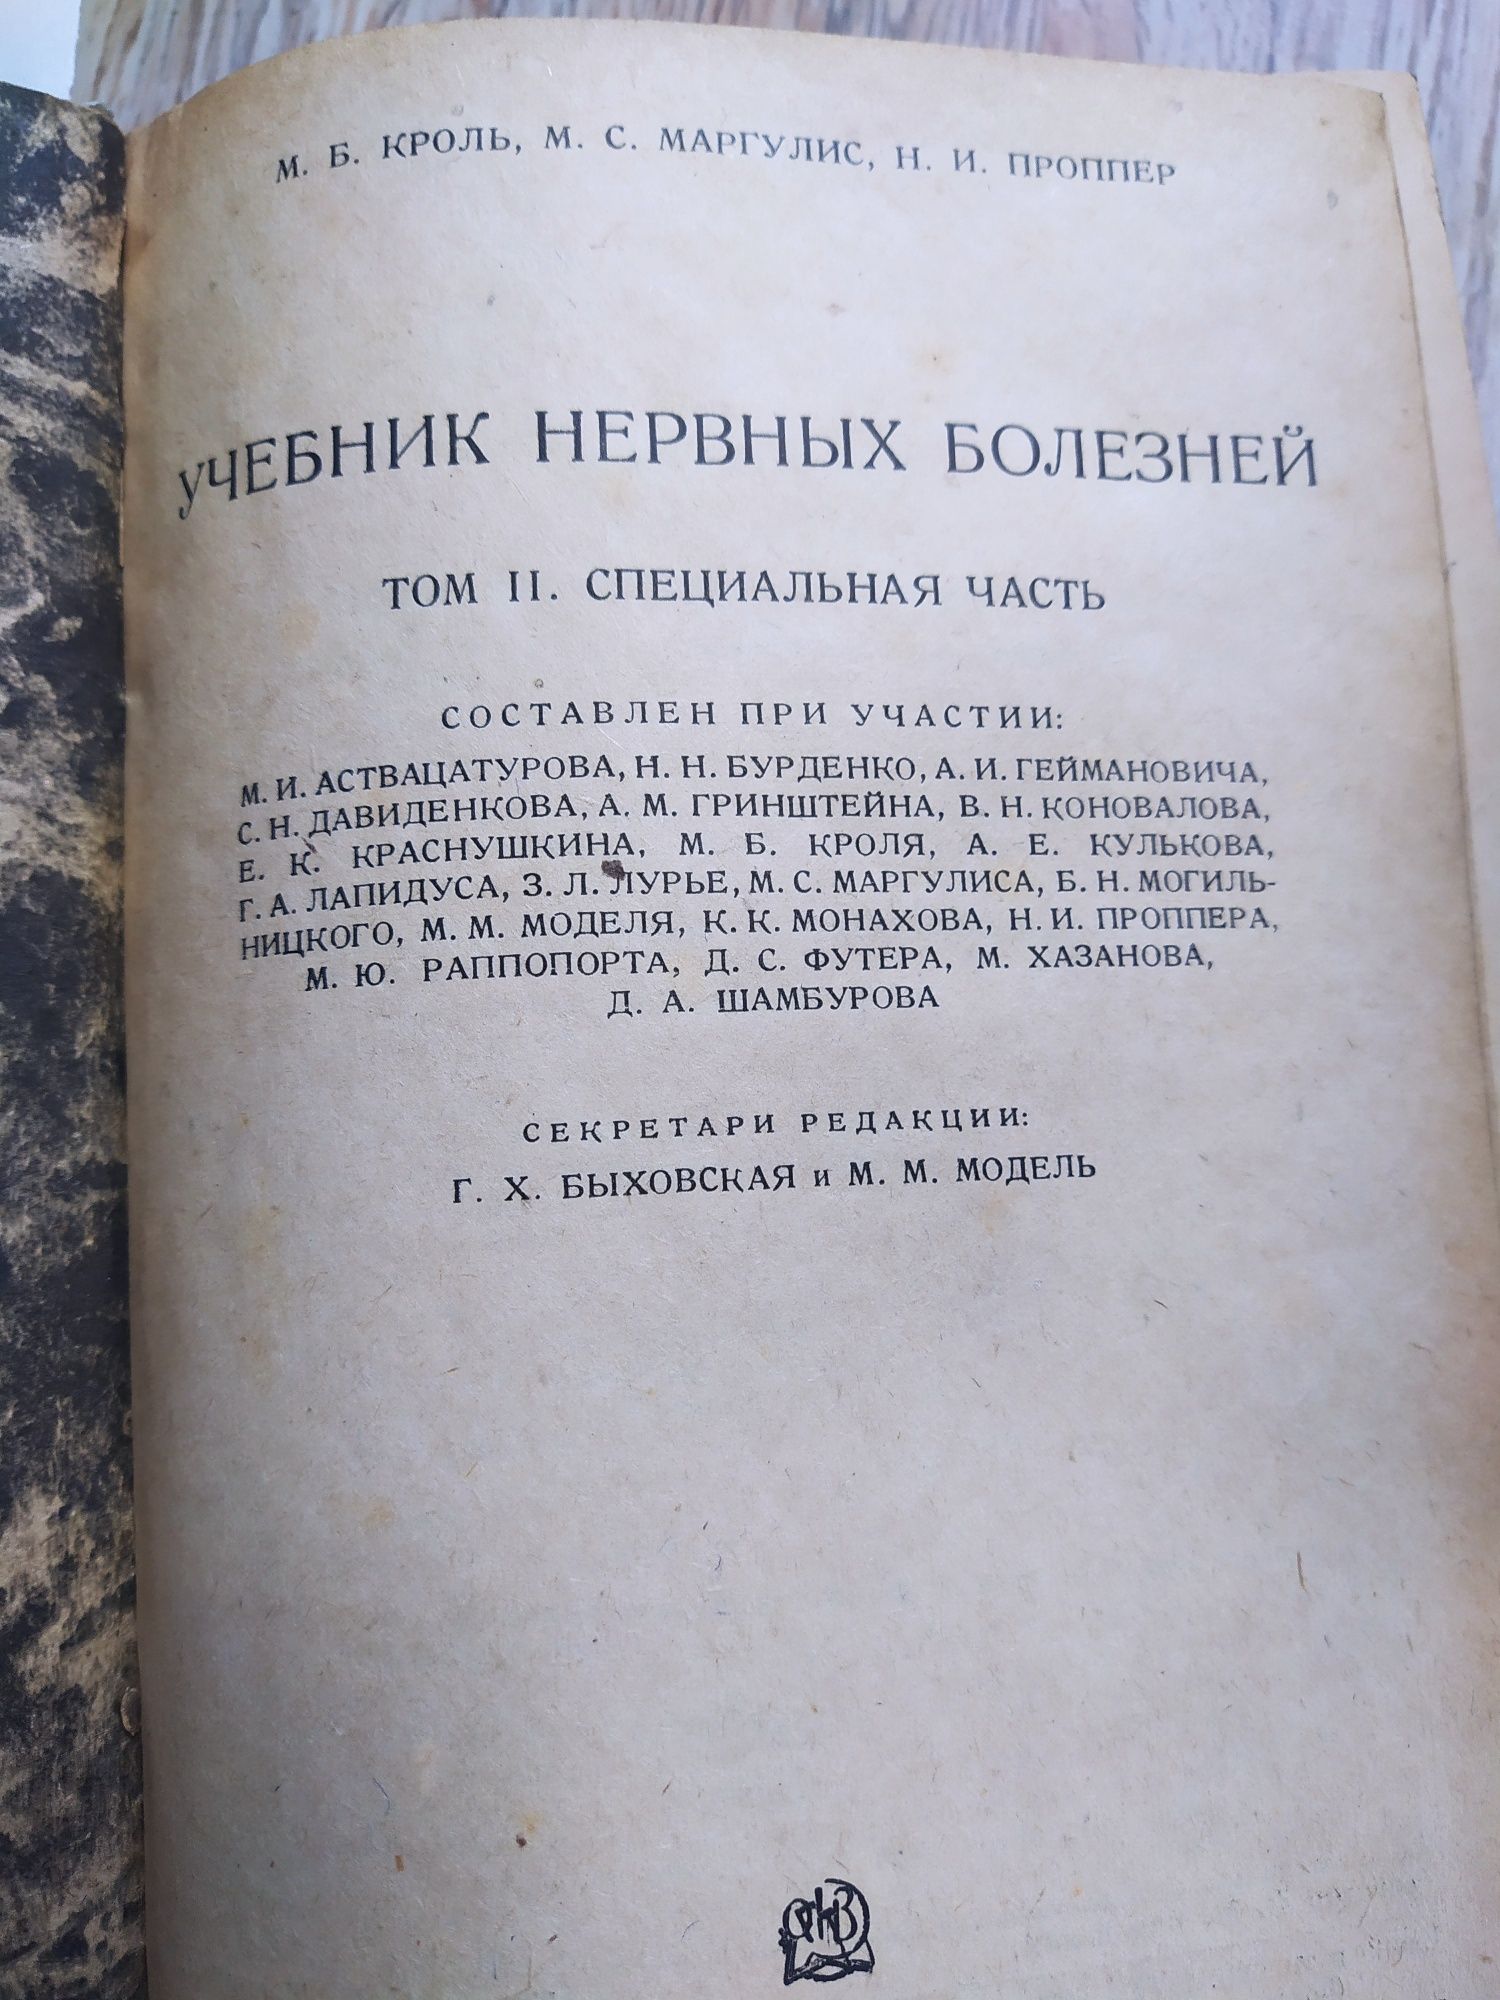 М. Б. КРОЛЬ, М. С. МАРГУЛИС, Н. И. ПРОППЕР
УЧЕБНИК НЕРВНЫХ БОЛЕЗНЕЙ
ТОМ II. СПЕЦИАЛЬНАЯ ЧАСТЬ
СОСТАВЛЕН ПРИ УЧАСТИИ:
М. И. АСТВАЦАТУРОВА, Н. Н. БУРДЕНКО, А. И. ГЕЙМАНОВИЧА,
С. Н. ДАВИДЕНКОВА, А. М. ГРИНШТЕЙНА, В. Н. КОНОВАЛОВА,
Е. К. КРАСНУШКИНА, М. Б. КРОЛЯ, А. Е. КУЛЬКОВА,
Г. А. ЛАПИДУСА, З. Л. ЛУРЬЕ, М. С. МАРГУЛИСА, Б. Н. МОГИЛЬ-
НИЦКОГО, М. М. МОДЕЛЯ, К. К. МОНАХОВА, Н. И. ПРОППЕРА,
М. Ю. РАППОПОРТА, Д. С. ФУТЕРА, М. ХАЗАНОВА,
Д. А. ШАМБУРОВА
СЕКРЕТАРИ РЕДАКЦИИ:
Г. Х. БЫХОВСКАЯ и М. М. МОДЕЛЬ